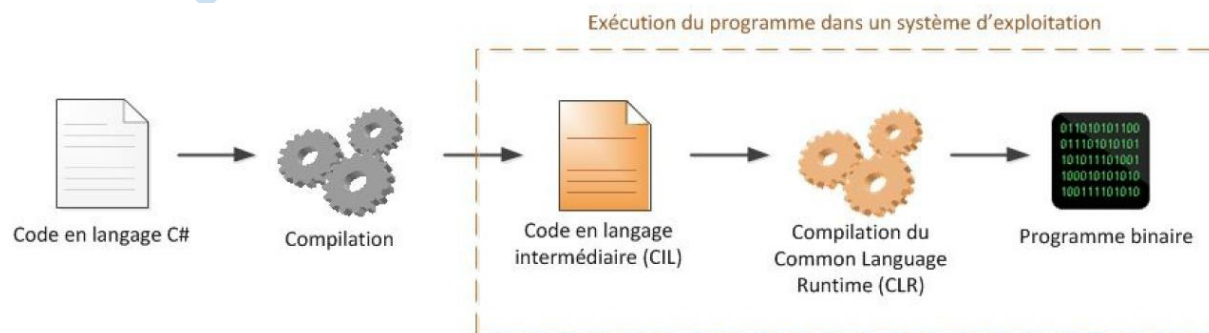 Exécution du programme dans un système d’exploitation
011010101100
011101010101
101011101001
100010101010
100111101010
Code en langage C#
Compilation
Code en langage
intermédiaire (CIL)
Compilation du
Common Language
Runtime (CLR)
Programme binaire